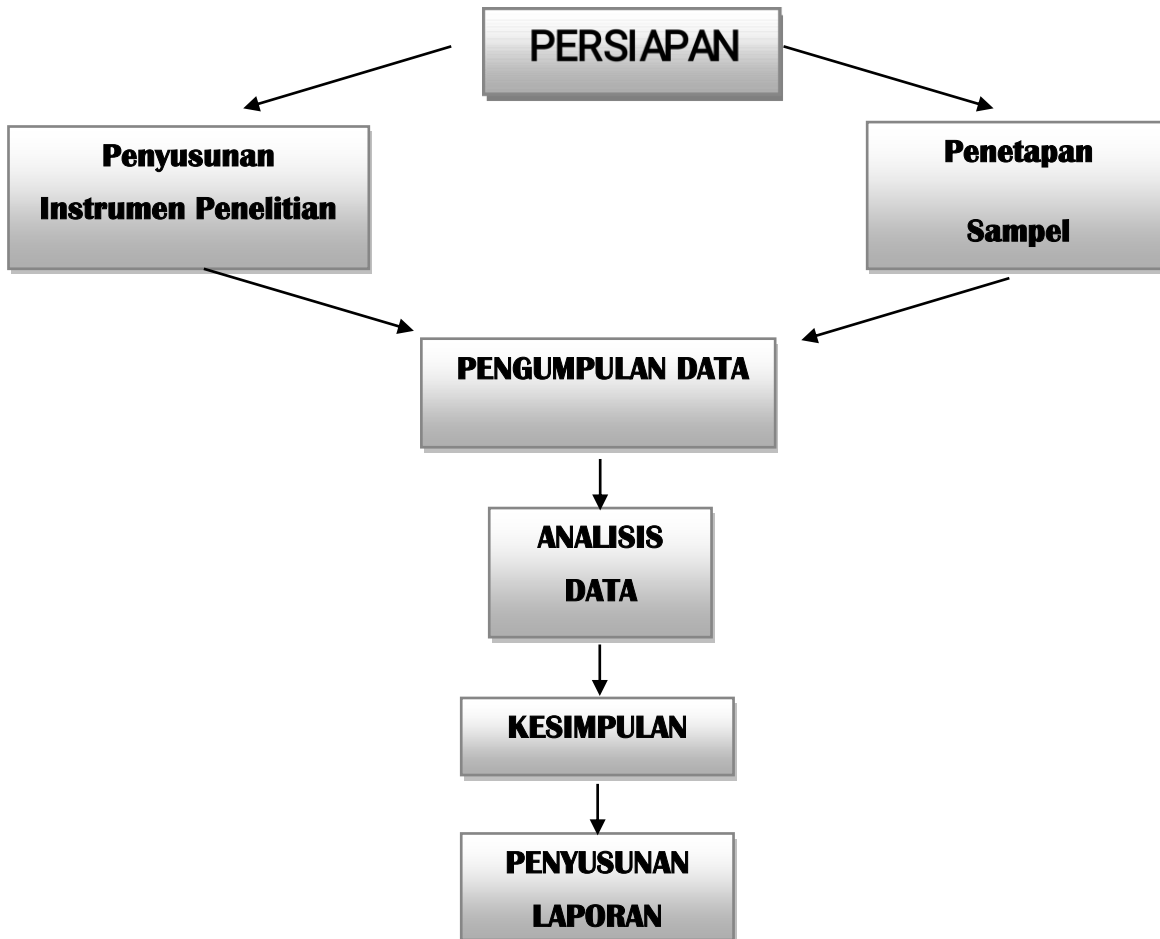 PERSIAPAN
Penyusunan
Instrumen Penelitian
Penetapan
Sampel
PENGUMPULAN DATA
ANALISIS
DATA
KESIMPULAN
PENYUSUNAN
LAPORAN